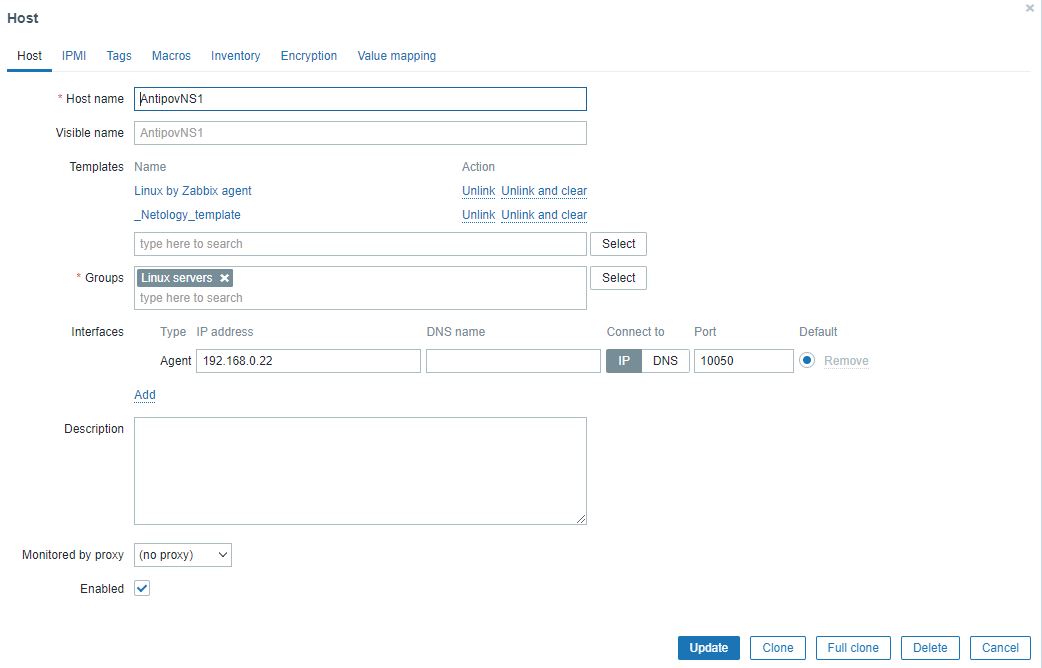 Host
Host IPMI Tags Macros Inventory Encryption Value mapping
* Host name AntipovNS1
Visible name AntipovNS1
Templates Name Action
Linux by Zabbix agent Unlink Unlink and clear
_Netology_template Unlink Unlink and clear
type here to search Select
* Groups Linux servers Select
type here to search
Interfaces Type IP address DNS name Connect to Port Default
Agent 192.168.0.22 IP DNS 10050 Remove
Add
Description
Monitored by proxy (no proxy)
Enabled
Update Clone Full clone Delete Cancel